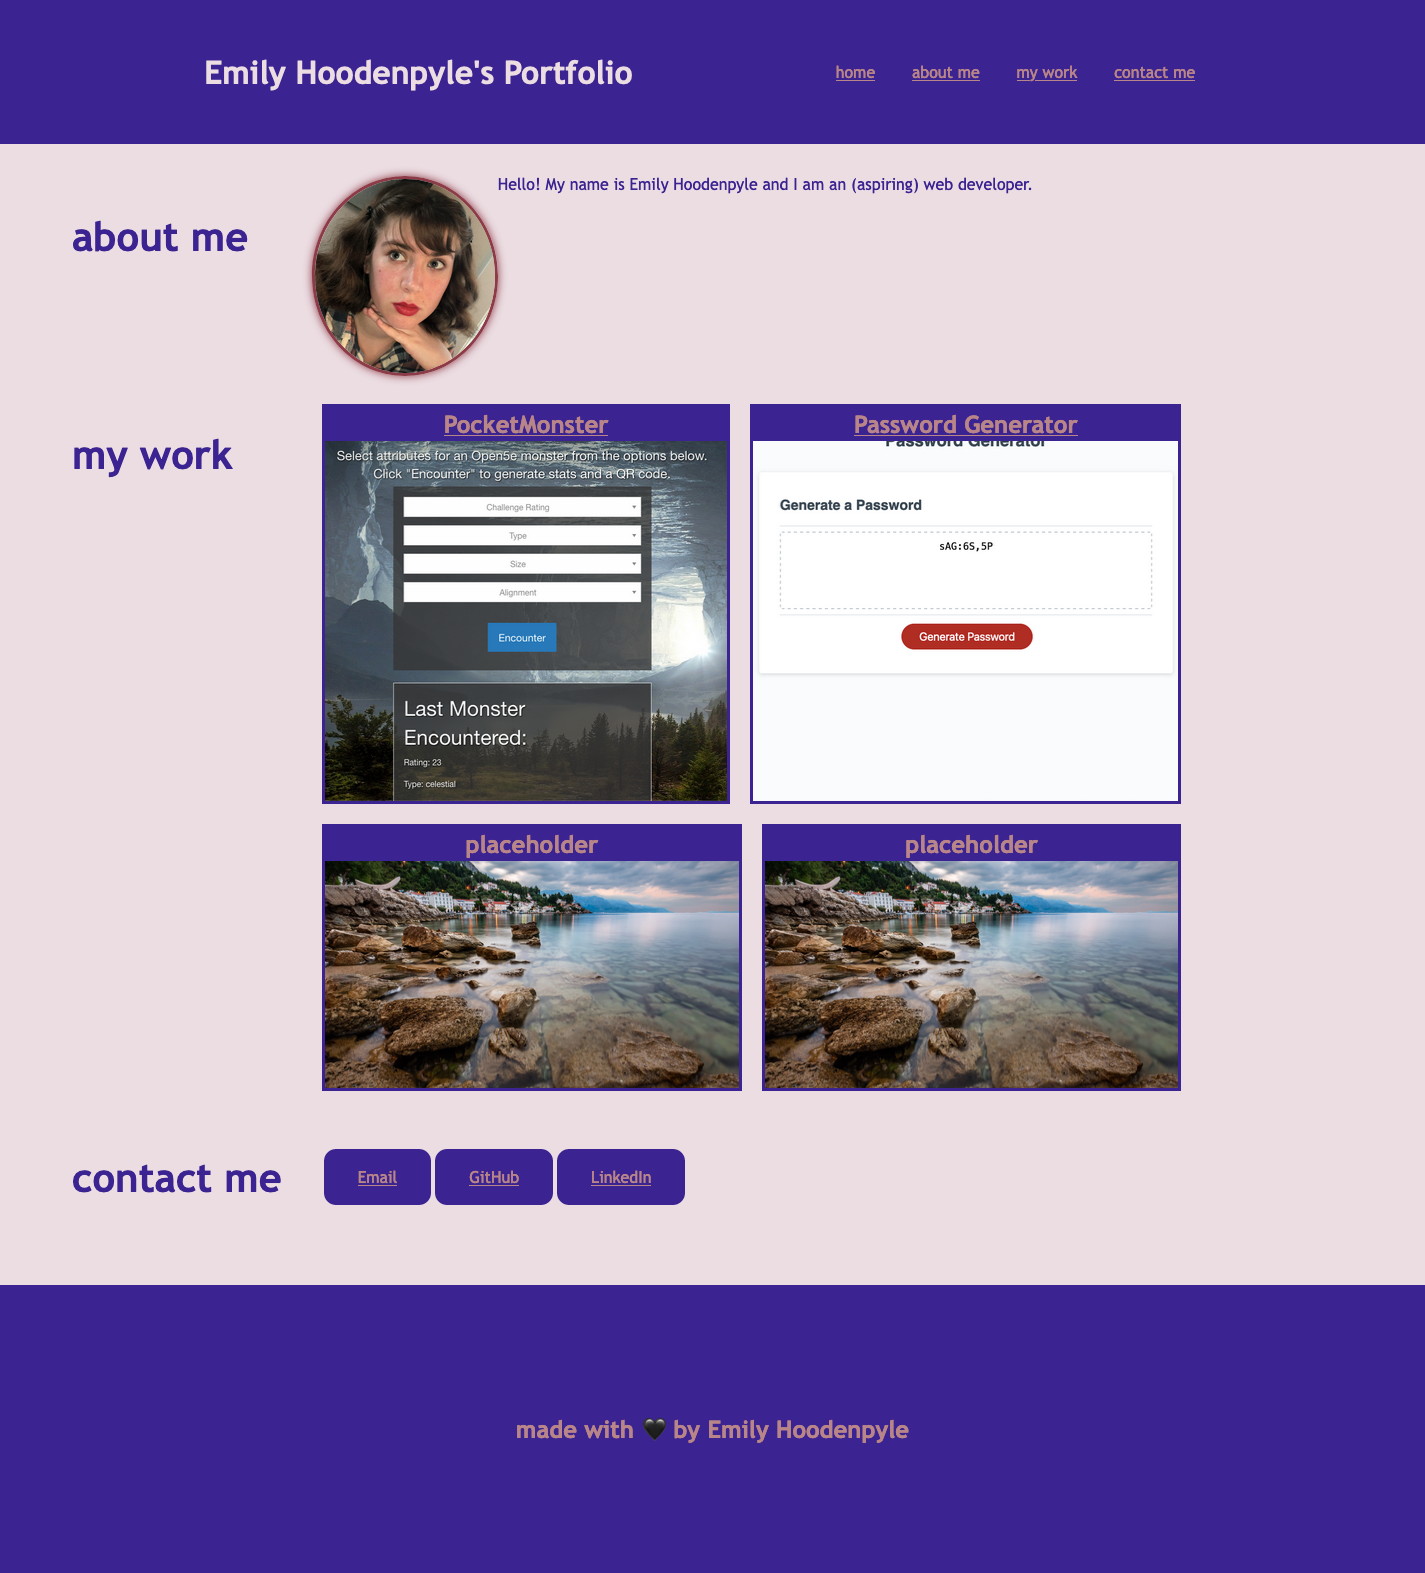 Emily Hoodenpyle's Portfolio
home about me my work contact me
about me
Hello! My name is Emily Hoodenpyle and I am an (aspiring) web developer.
my work
PocketMonster
Select attributes for an Open5e monster from the options below.
Click "Encounter" to generate stats and a QR code.
Challenge Rating
Type
Size
Alignment
Encounter
Last Monster
Encountered:
Rating: 23
Type: celestial
Password Generator
Password Generator
Generate a Password
sAG:6S,5P
Generate Password
placeholder
placeholder
contact me
Email
GitHub
LinkedIn
made with 🖤 by Emily Hoodenpyle